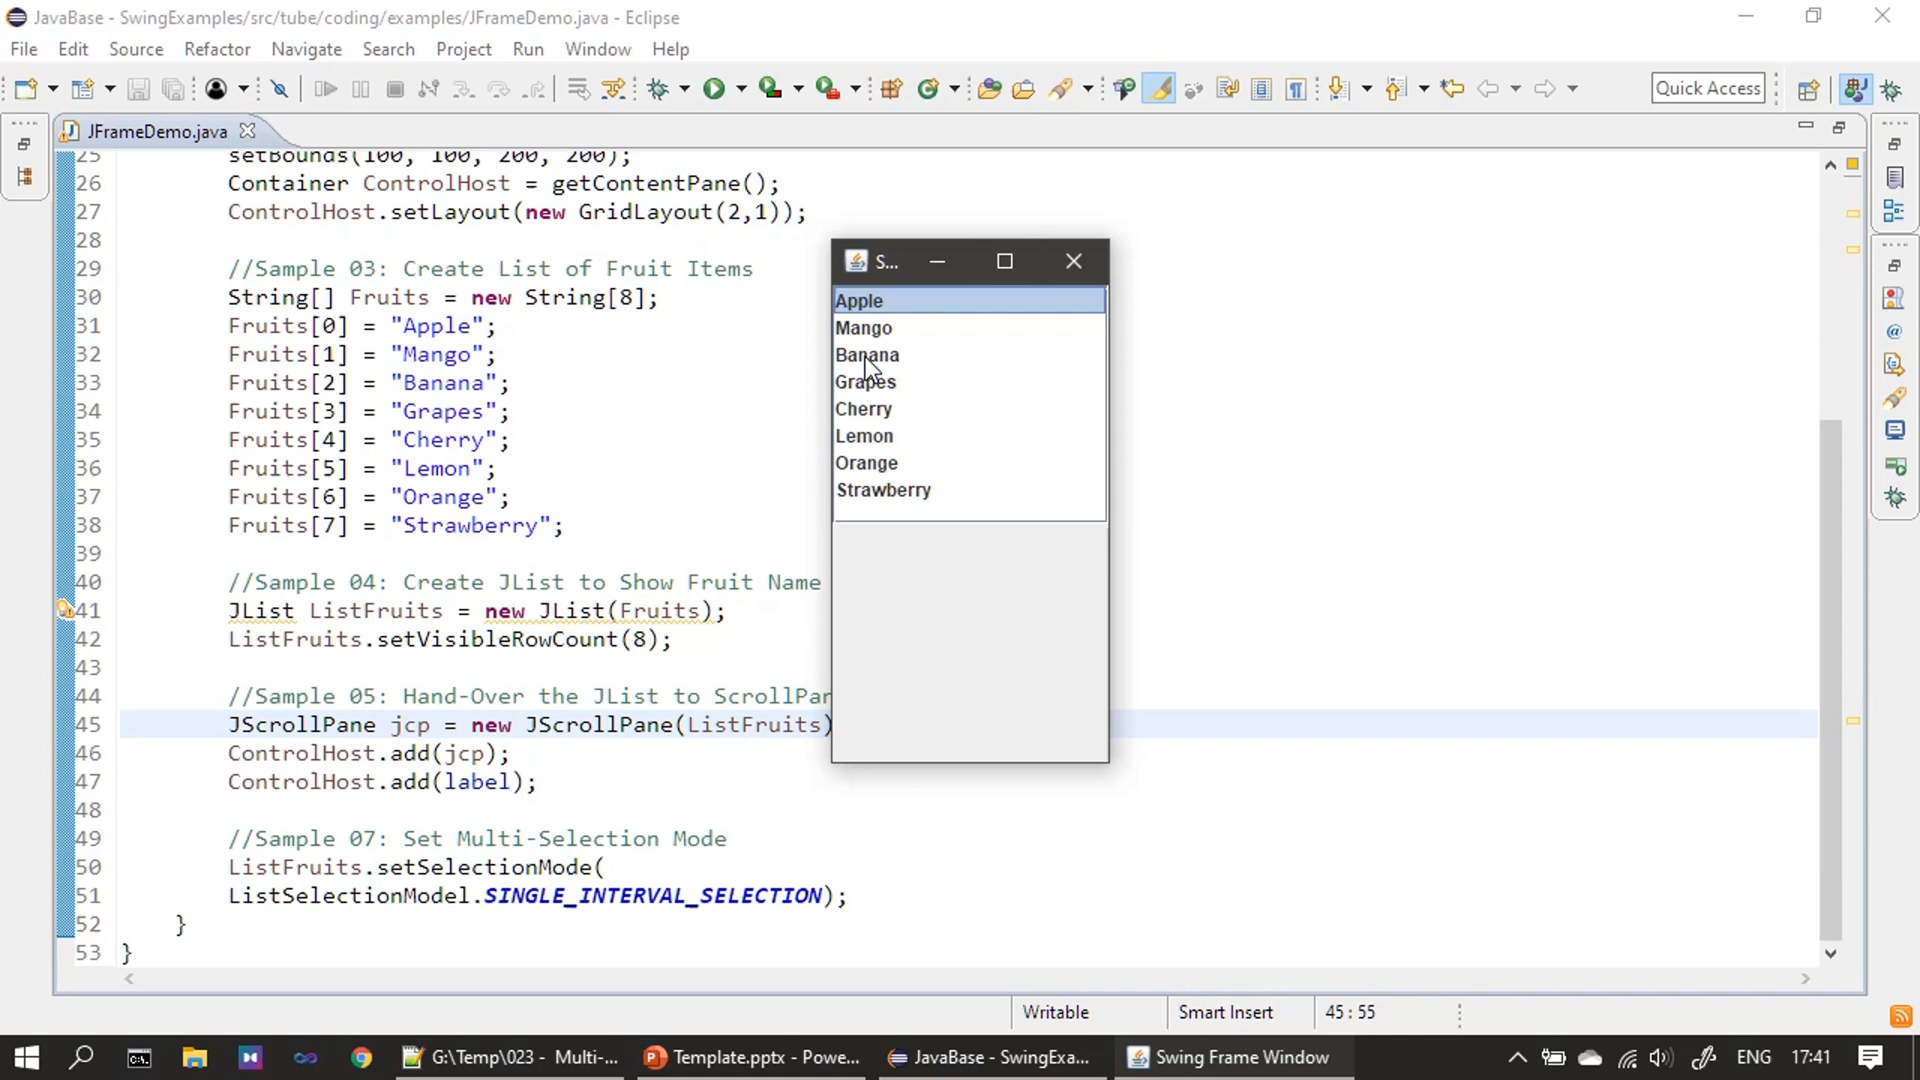 JavaBase - SwingExamples/src/tube/coding/examples/JFrameDemo.java - Eclipse
File Edit Source Refactor Navigate Search Project Run Window Help
Quick Access
JFrameDemo.java
25 setBounds(100, 100, 200, 200);
26 Container ControlHost = getContentPane();
27 ControlHost.setLayout(new GridLayout(2,1));
28
29 //Sample 03: Create List of Fruit Items
30 String[] Fruits = new String[8];
31 Fruits[0] = "Apple";
32 Fruits[1] = "Mango";
33 Fruits[2] = "Banana";
34 Fruits[3] = "Grapes";
35 Fruits[4] = "Cherry";
36 Fruits[5] = "Lemon";
37 Fruits[6] = "Orange";
38 Fruits[7] = "Strawberry";
39
40 //Sample 04: Create JList to Show Fruit Name
41 JList ListFruits = new JList(Fruits);
42 ListFruits.setVisibleRowCount(8);
43
44 //Sample 05: Hand-Over the JList to ScrollPan
45 JScrollPane jcp = new JScrollPane(ListFruits)
46 ControlHost.add(jcp);
47 ControlHost.add(label);
48
49 //Sample 07: Set Multi-Selection Mode
50 ListFruits.setSelectionMode(
51 ListSelectionModel.SINGLE_INTERVAL_SELECTION);
52 }
53 }
S...
Apple
Mango
Banana
Grapes
Cherry
Lemon
Orange
Strawberry
Writable Smart Insert 45 : 55
G:\Temp\023 - Multi-... Template.pptx - Powe... JavaBase - SwingExa... Swing Frame Window ENG 17:41